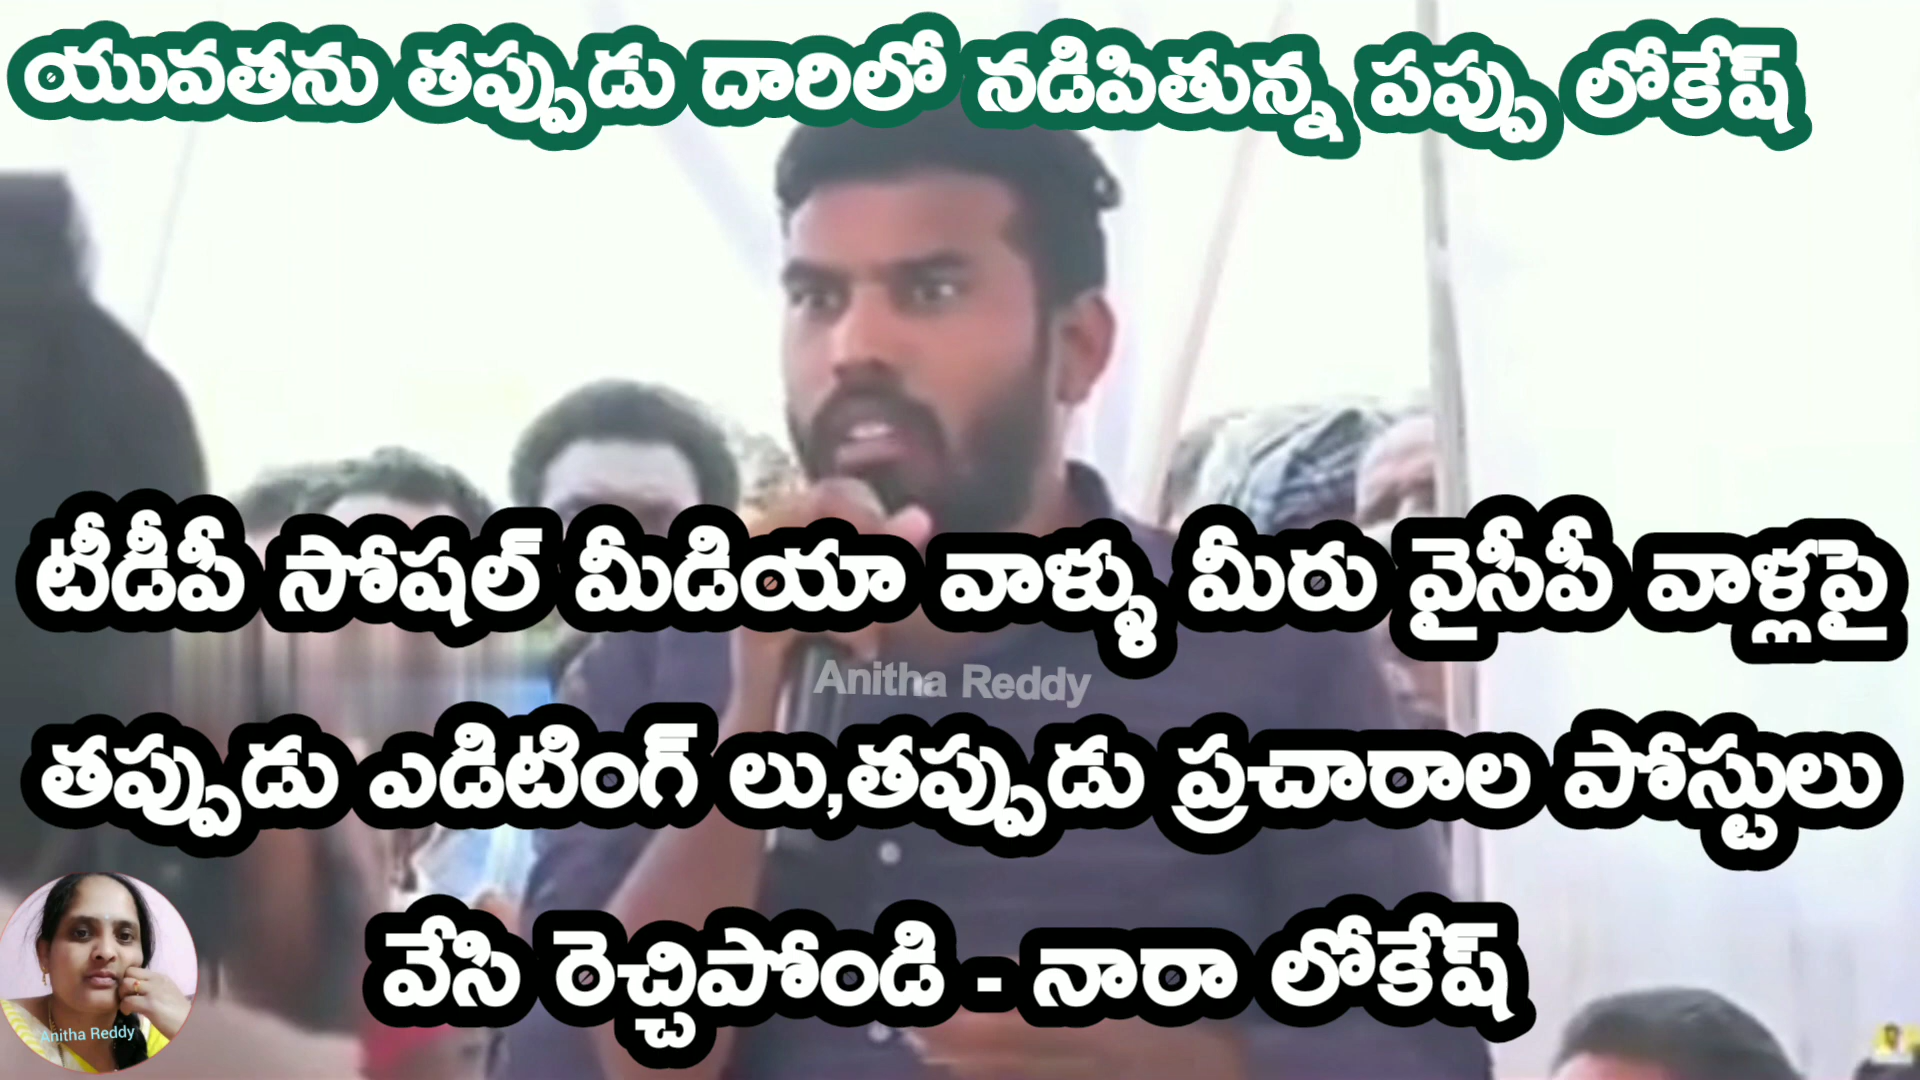 యువతను తప్పుడు దారిలో నడిపితున్న పప్పు లోకేష్
టీడీపీ సోషల్ మీడియా వాళ్ళు మీరు వైసీపీ వాళ్లపై
Anitha Reddy
తప్పుడు ఎడిటింగ్ లు,తప్పుడు ప్రచారాల పోస్టులు
వేసి రెచ్చిపోండి - నారా లోకేష్
Anitha Reddy